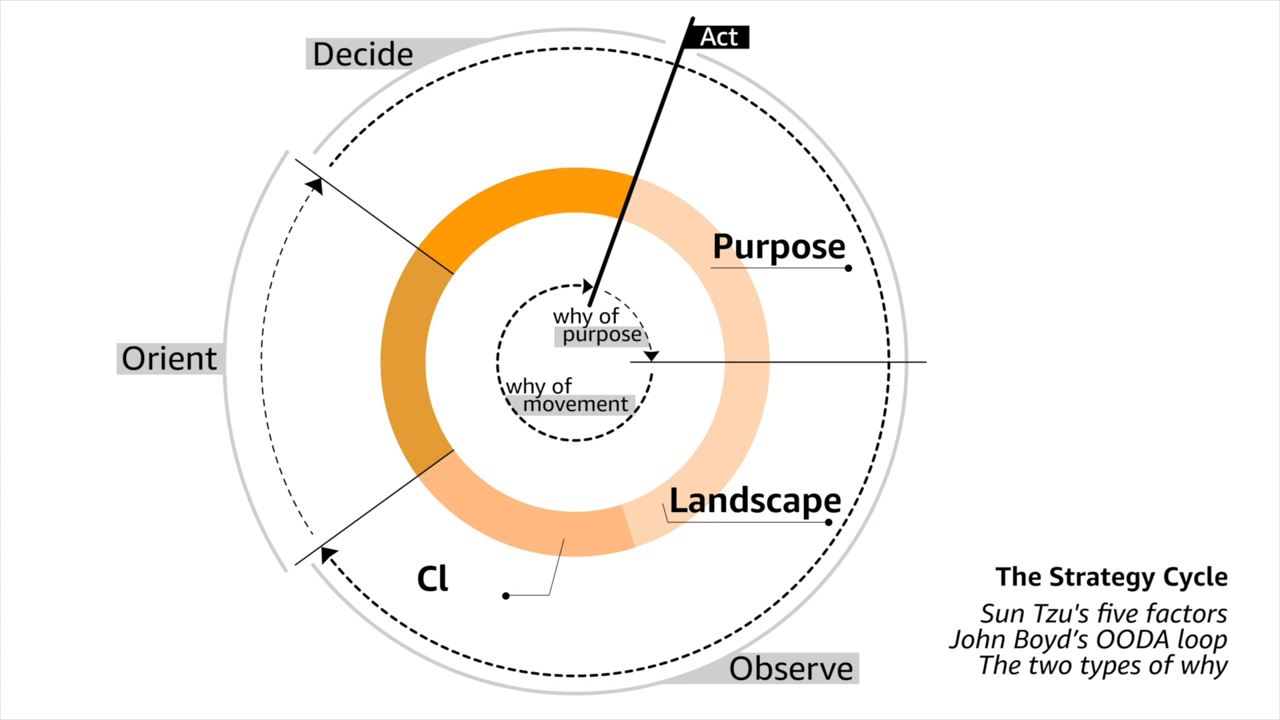 Decide
Act
Purpose
why of
purpose
Orient
why of
movement
Landscape
Cl
Observe
The Strategy Cycle
Sun Tzu's five factors
John Boyd’s OODA loop
The two types of why